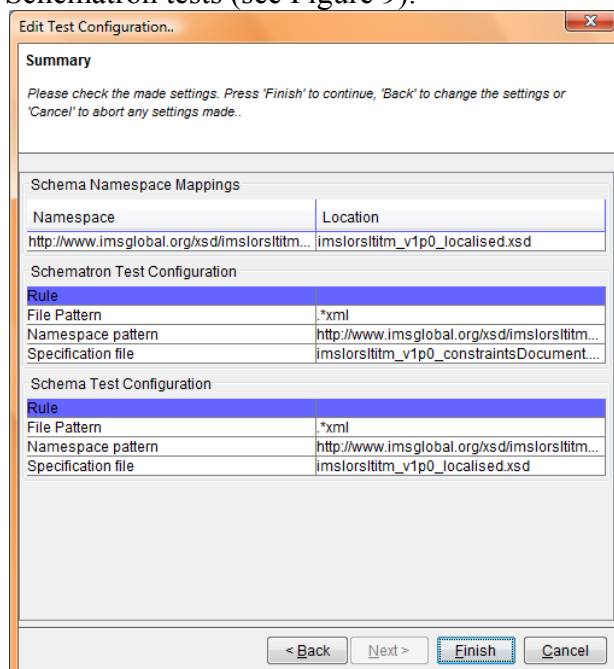 Schematron tests (see Figure 9).
Edit Test Configuration..
Summary
Please check the made settings. Press 'Finish' to continue, 'Back' to change the settings or
'Cancel' to abort any settings made..
Schema Namespace Mappings
Namespace Location
http://www.imsglobal.org/xsd/imslorsltitm... imslorsltitm_v1p0_localised.xsd
Schematron Test Configuration
Rule
File Pattern .*xml
Namespace pattern http://www.imsglobal.org/xsd/imslorsltitm...
Specification file imslorsltitm_v1p0_constraintsDocument....
Schema Test Configuration
Rule
File Pattern .*xml
Namespace pattern http://www.imsglobal.org/xsd/imslorsltitm...
Specification file imslorsltitm_v1p0_localised.xsd
< Back Next > Finish Cancel